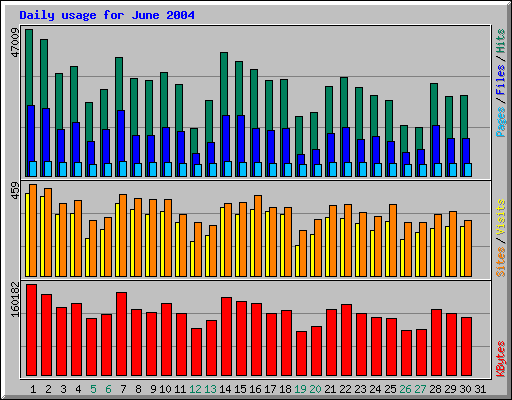 Daily usage for June 2004
47009
Pages / Files / Hits
459
Sites / Visits
160182
KBytes
1 2 3 4 5 6 7 8 9 10 11 12 13 14 15 16 17 18 19 20 21 22 23 24 25 26 27 28 29 30 31